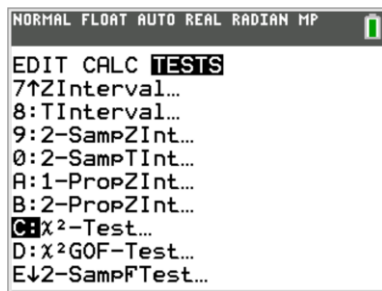 NORMAL FLOAT AUTO REAL RADIAN MP
EDIT CALC TESTS
7↑ZInterval…
8:TInterval…
9:2-SampZInt…
0:2-SampTInt…
A:1-PropZInt…
B:2-PropZInt…
C:χ²-Test…
D:χ²GOF-Test…
E↓2-SampFTest…